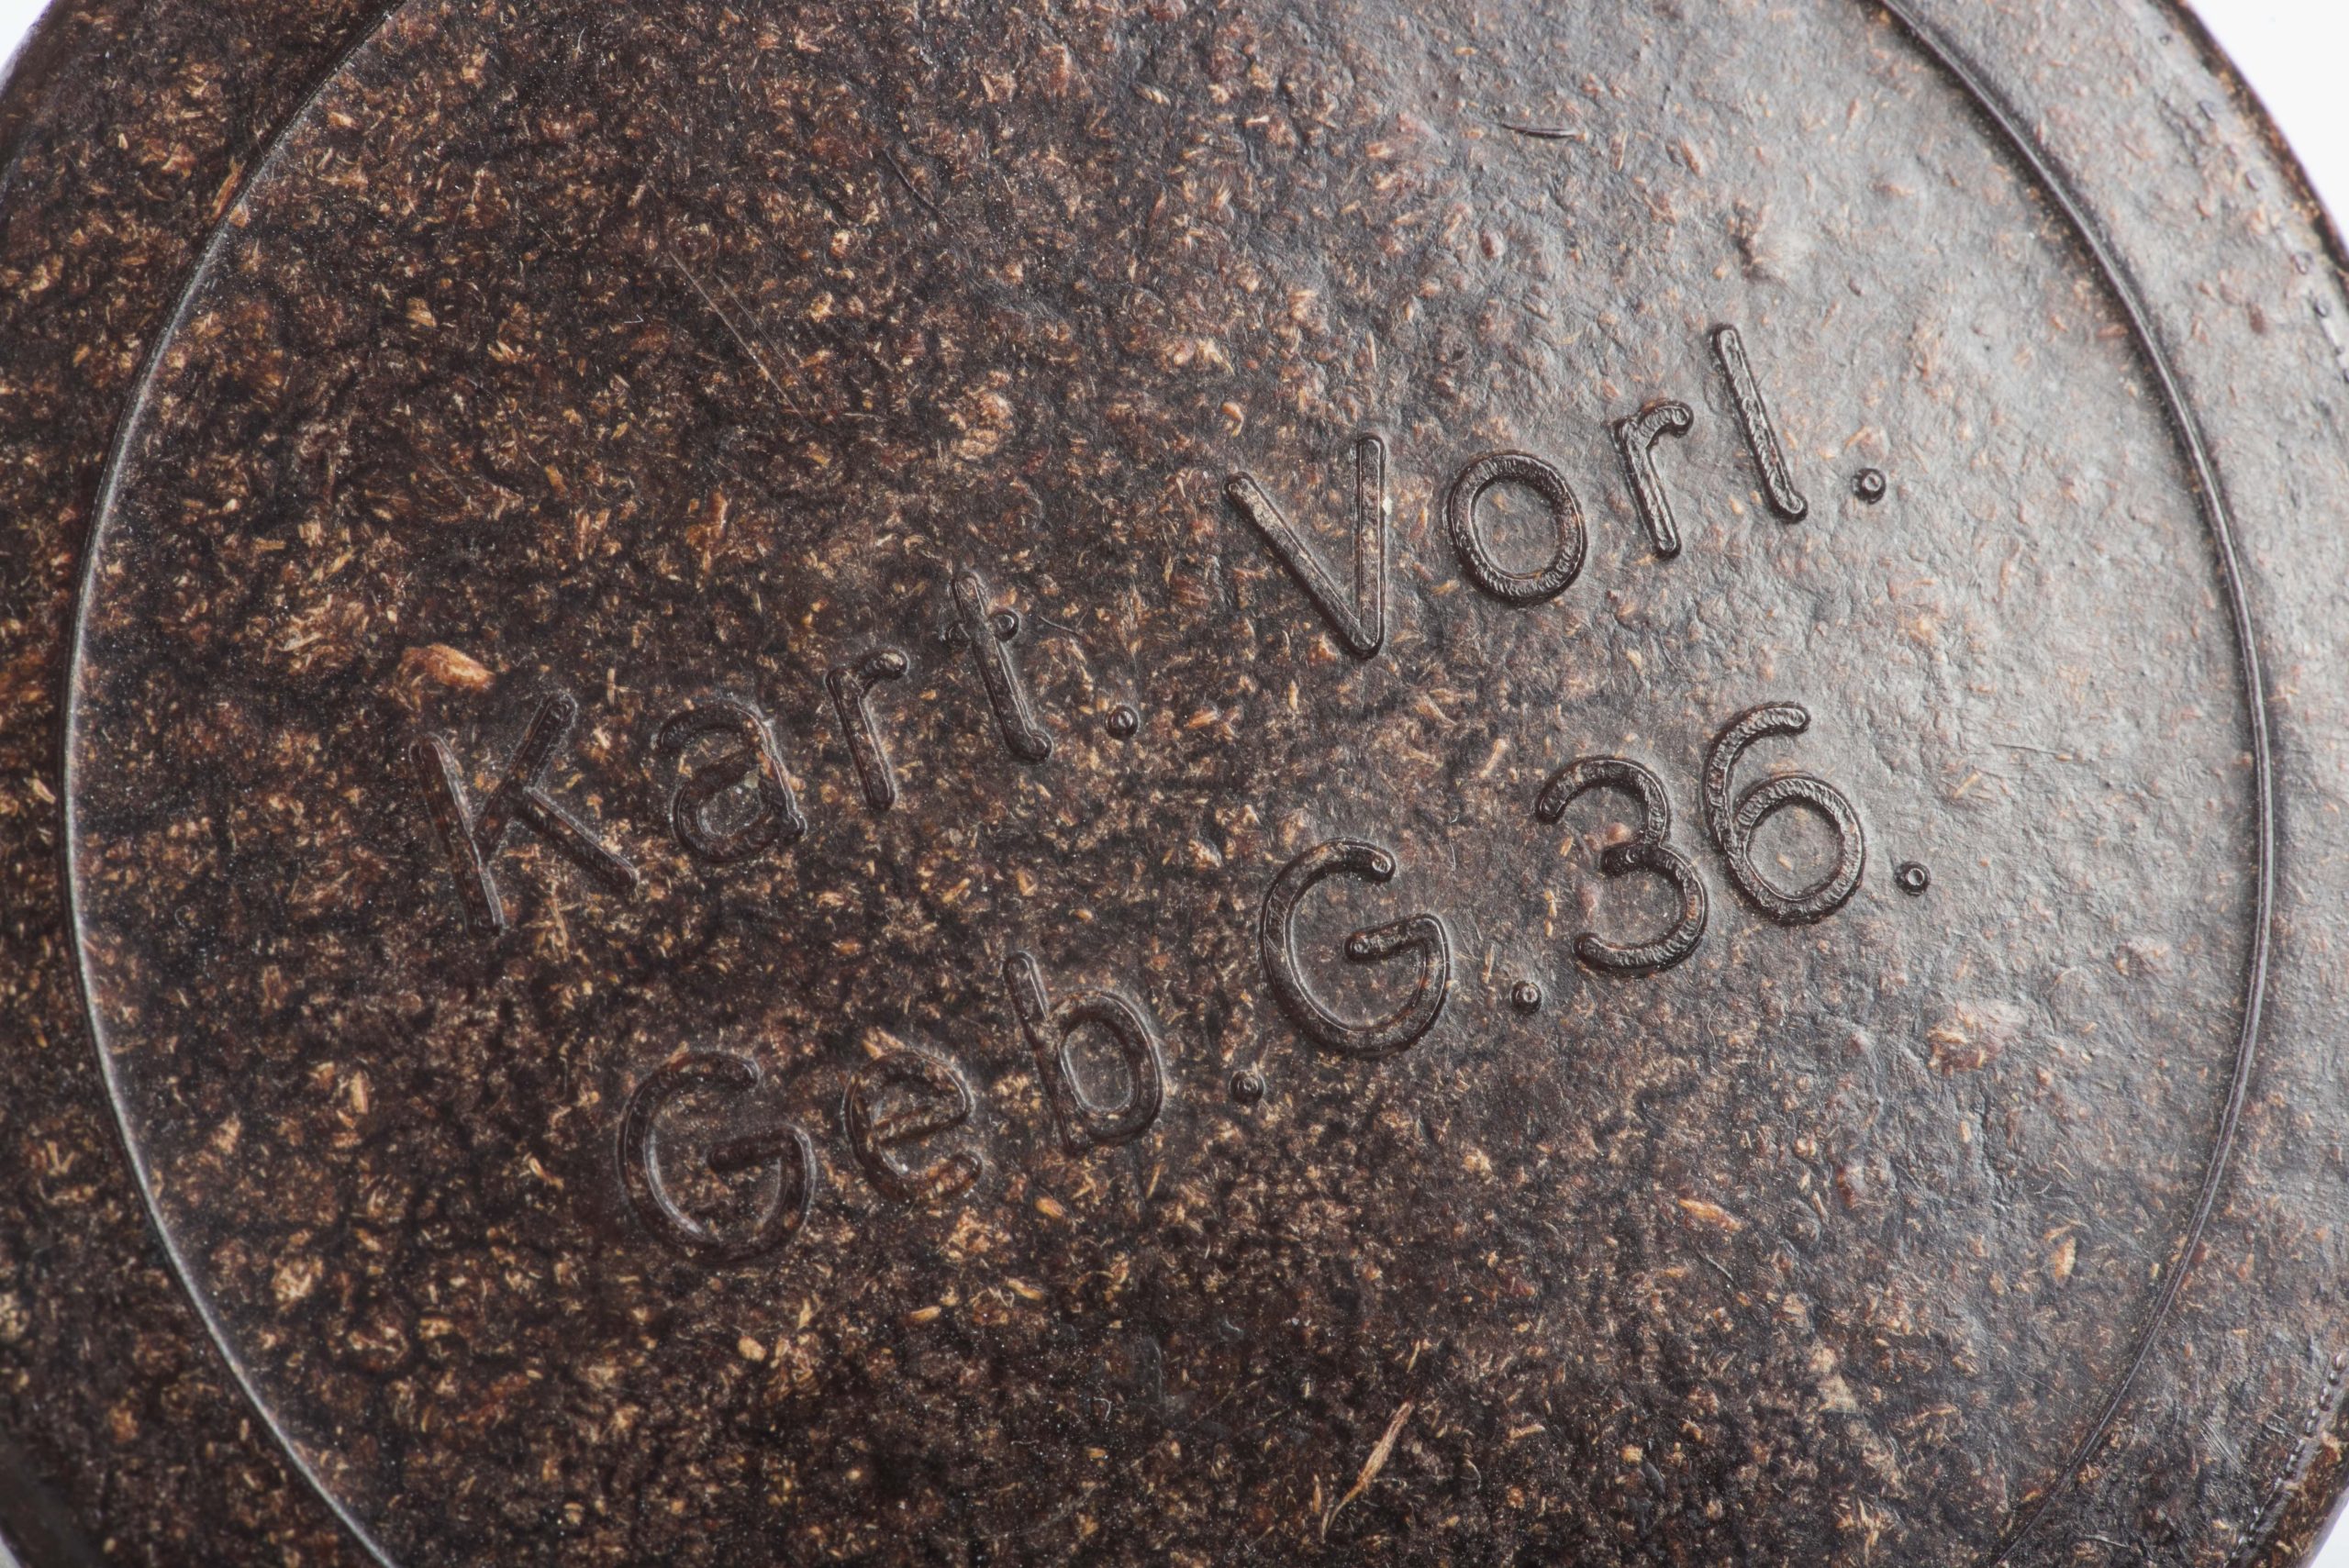 Kart. Vorl.
Geb. G. 36.